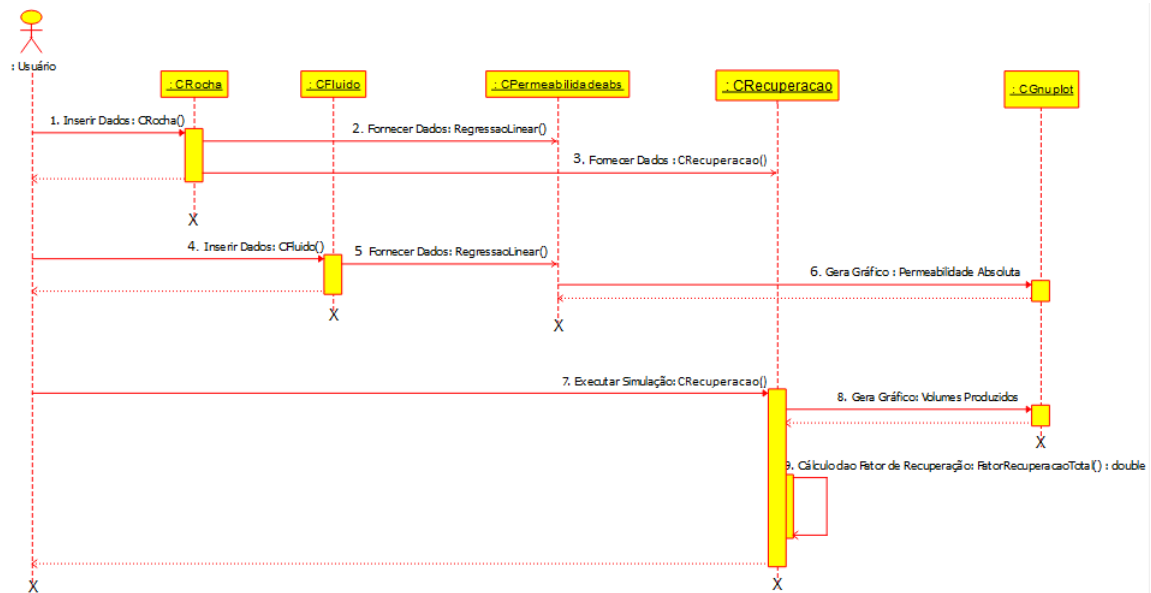 : Usuário
: CRocha
: CFluido
: CPermeabilidadeabs
: CRecuperacao
: CGnuplot
1. Inserir Dados: CRocha()
2. Fornecer Dados: RegressaoLinear()
3. Fornecer Dados : CRecuperacao()
X
4. Inserir Dados: CFluido()
5 Fornecer Dados: RegressaoLinear()
6. Gera Gráfico : Permeabilidade Absoluta
X
X
7. Executar Simulação: CRecuperacao()
8. Gera Gráfico: Volumes Produzidos
X
9. Cálculo dao Fator de Recuperação: FatorRecuperacaoTotal() : double
X
X